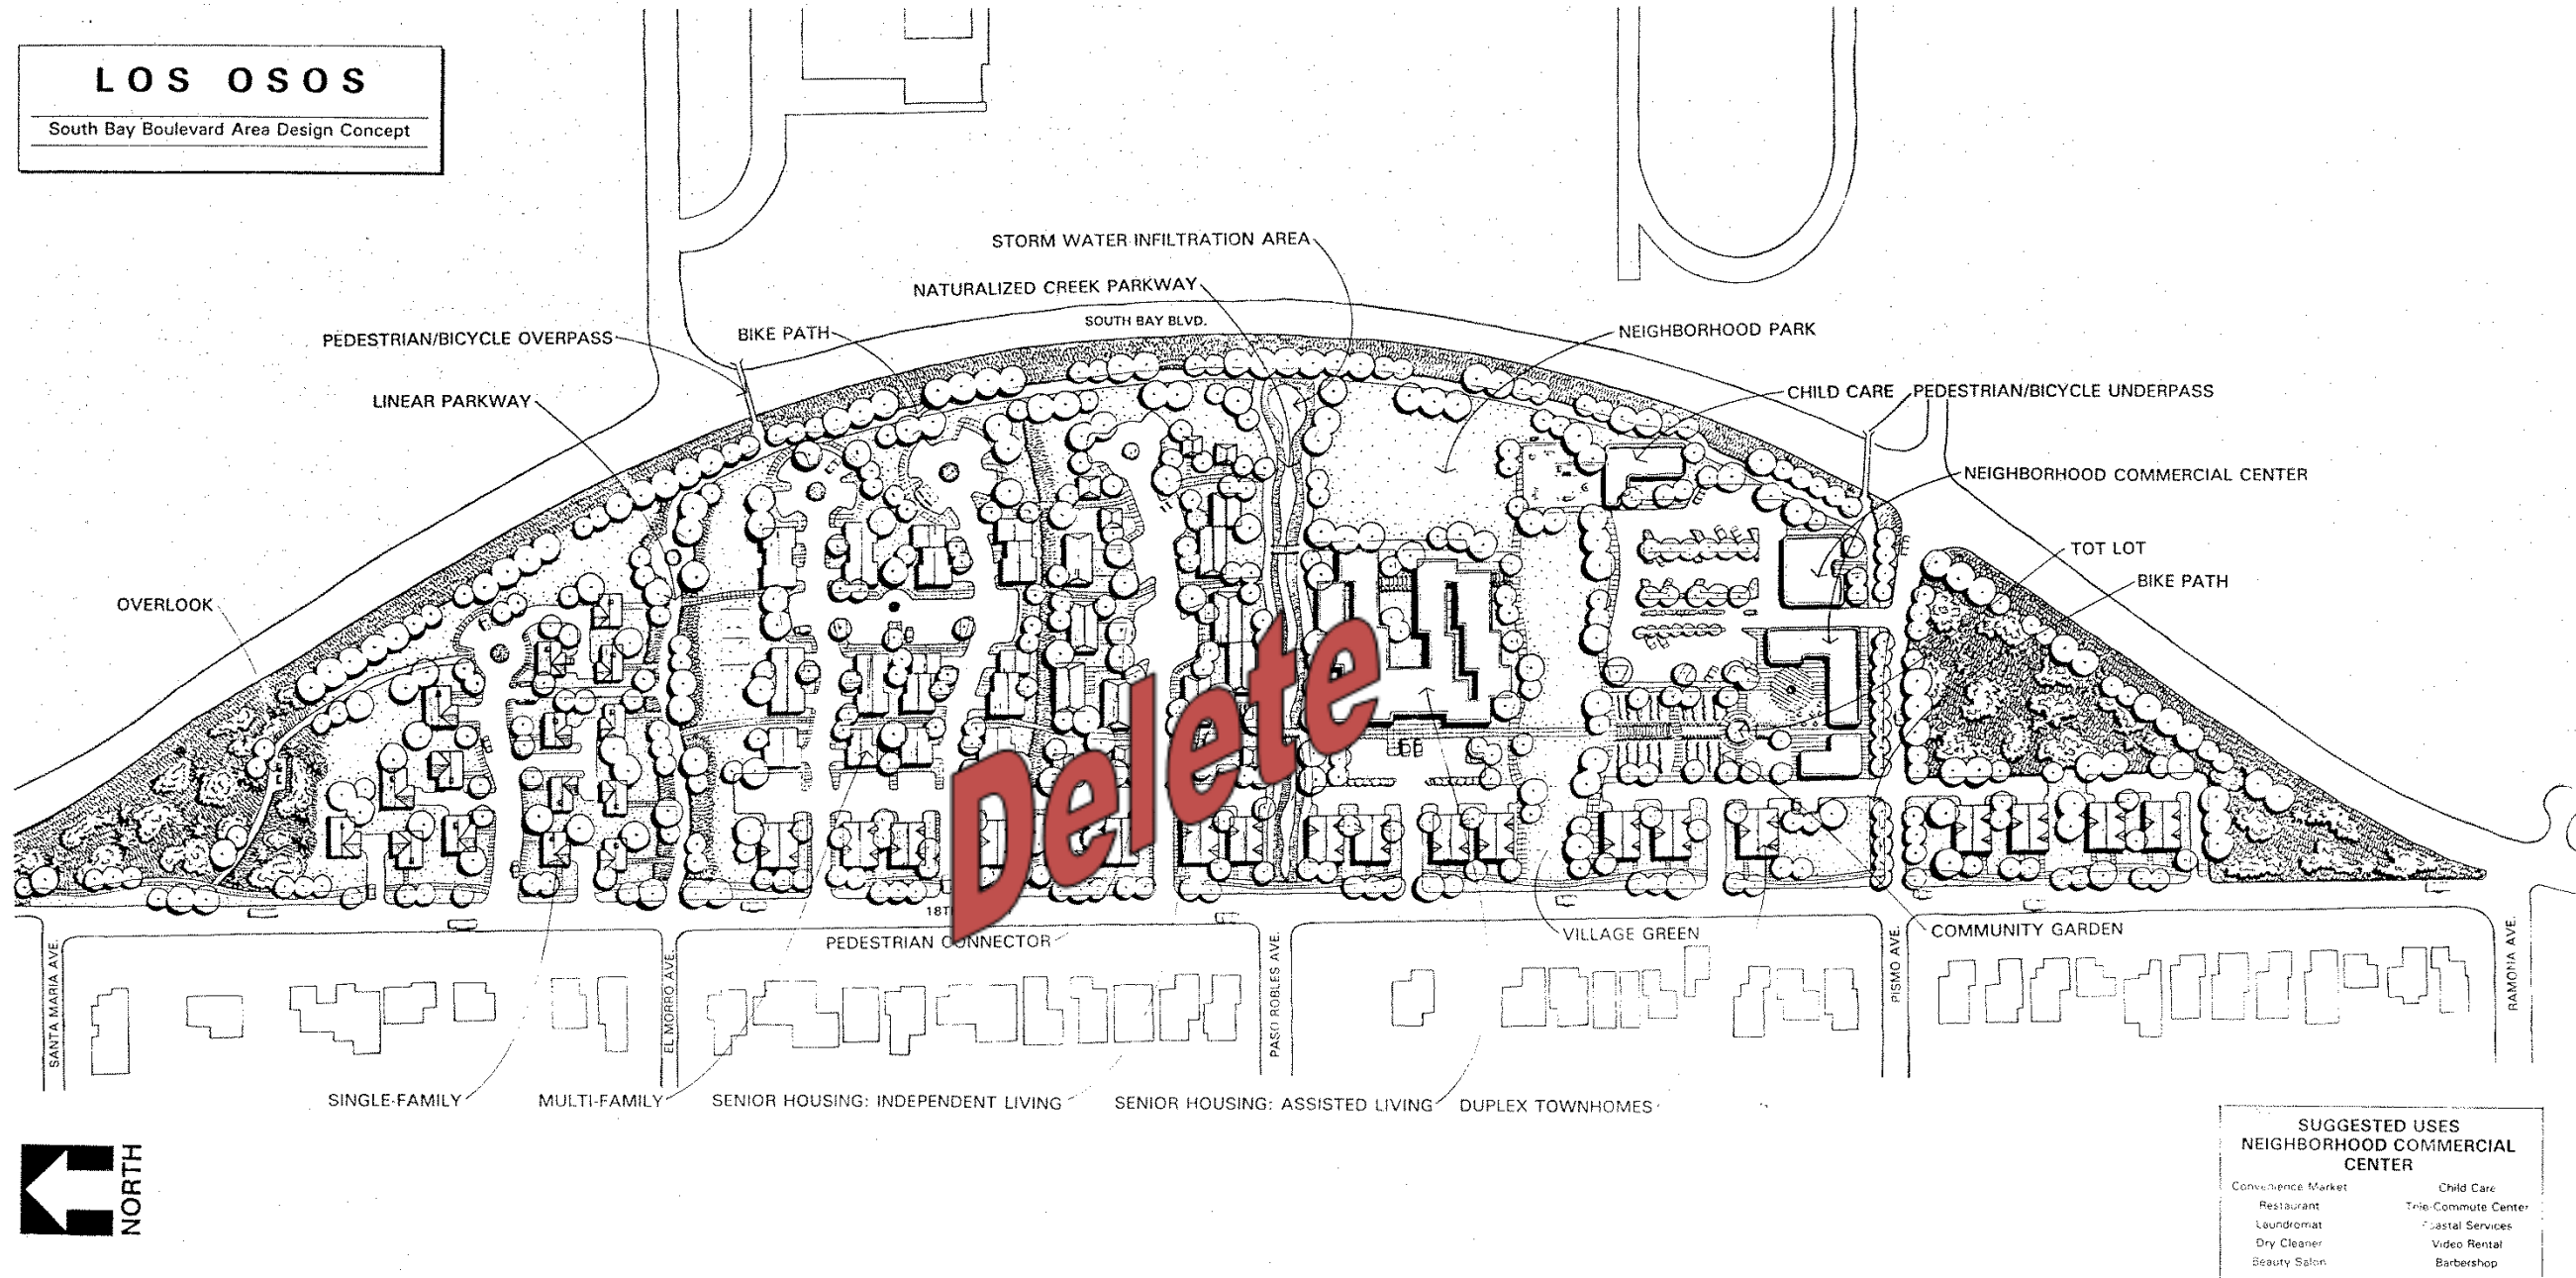 LOS OSOS
South Bay Boulevard Area Design Concept
STORM WATER INFILTRATION AREA
NATURALIZED CREEK PARKWAY
SOUTH BAY BLVD.
PEDESTRIAN/BICYCLE OVERPASS
BIKE PATH
NEIGHBORHOOD PARK
LINEAR PARKWAY
CHILD CARE
PEDESTRIAN/BICYCLE UNDERPASS
NEIGHBORHOOD COMMERCIAL CENTER
TOT LOT
BIKE PATH
OVERLOOK
Delete
PEDESTRIAN CONNECTOR
VILLAGE GREEN
COMMUNITY GARDEN
SANTA MARIA AVE.
EL MORRO AVE.
PASO ROBLES AVE.
PISMO AVE.
RAMONA AVE.
SINGLE-FAMILY
MULTI-FAMILY
SENIOR HOUSING: INDEPENDENT LIVING
SENIOR HOUSING: ASSISTED LIVING
DUPLEX TOWNHOMES
NORTH
SUGGESTED USES
NEIGHBORHOOD COMMERCIAL
CENTER
Convenience Market
Child Care
Restaurant
Tele-Commute Center
Laundromat
Services
Dry Cleaner
Video Rental
Beauty Salon
Barbershop